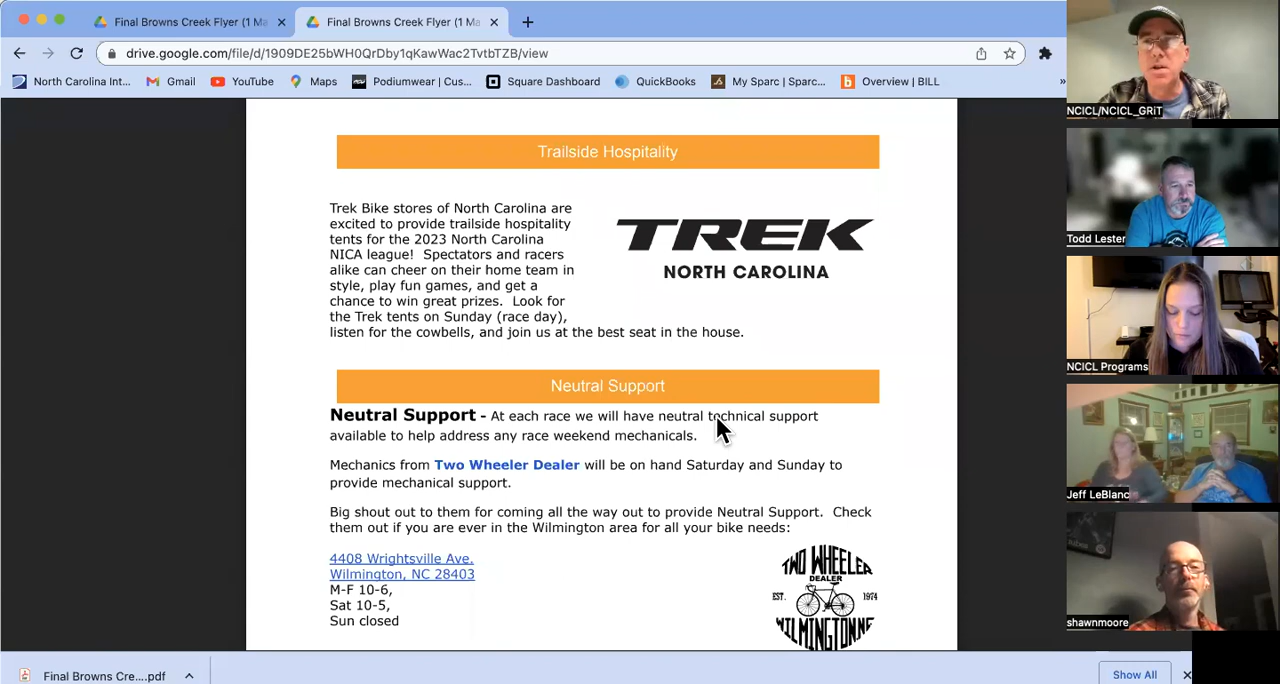 Final Browns Creek Flyer (1 Ma
Final Browns Creek Flyer (1 Ma
drive.google.com/file/d/1909DE25bWH0QrDby1qKawWac2TvtbTZB/view
North Carolina Int...
Gmail
YouTube
Maps
Podiumwear | Cus...
Square Dashboard
QuickBooks
My Sparc | Sparc...
Overview | BILL
»
Trailside Hospitality
Trek Bike stores of North Carolina are
excited to provide trailside hospitality
tents for the 2023 North Carolina
NICA league!  Spectators and racers
alike can cheer on their home team in
style, play fun games, and get a
chance to win great prizes.  Look for
the Trek tents on Sunday (race day),
listen for the cowbells, and join us at the best seat in the house.
TREK
NORTH CAROLINA
Neutral Support
Neutral Support - At each race we will have neutral technical support
available to help address any race weekend mechanicals.
Mechanics from Two Wheeler Dealer will be on hand Saturday and Sunday to
provide mechanical support.
Big shout out to them for coming all the way out to provide Neutral Support.  Check
them out if you are ever in the Wilmington area for all your bike needs:
4408 Wrightsville Ave.
Wilmington, NC 28403
M-F 10-6,
Sat 10-5,
Sun closed
TWO WHEELER
DEALER
EST. 1974
WILMINGTON NC
Final Browns Cre....pdf
Show All
NCICL/NCICL_GRiT
Todd Lester
NCICL Programs
Jeff LeBlanc
shawnmoore